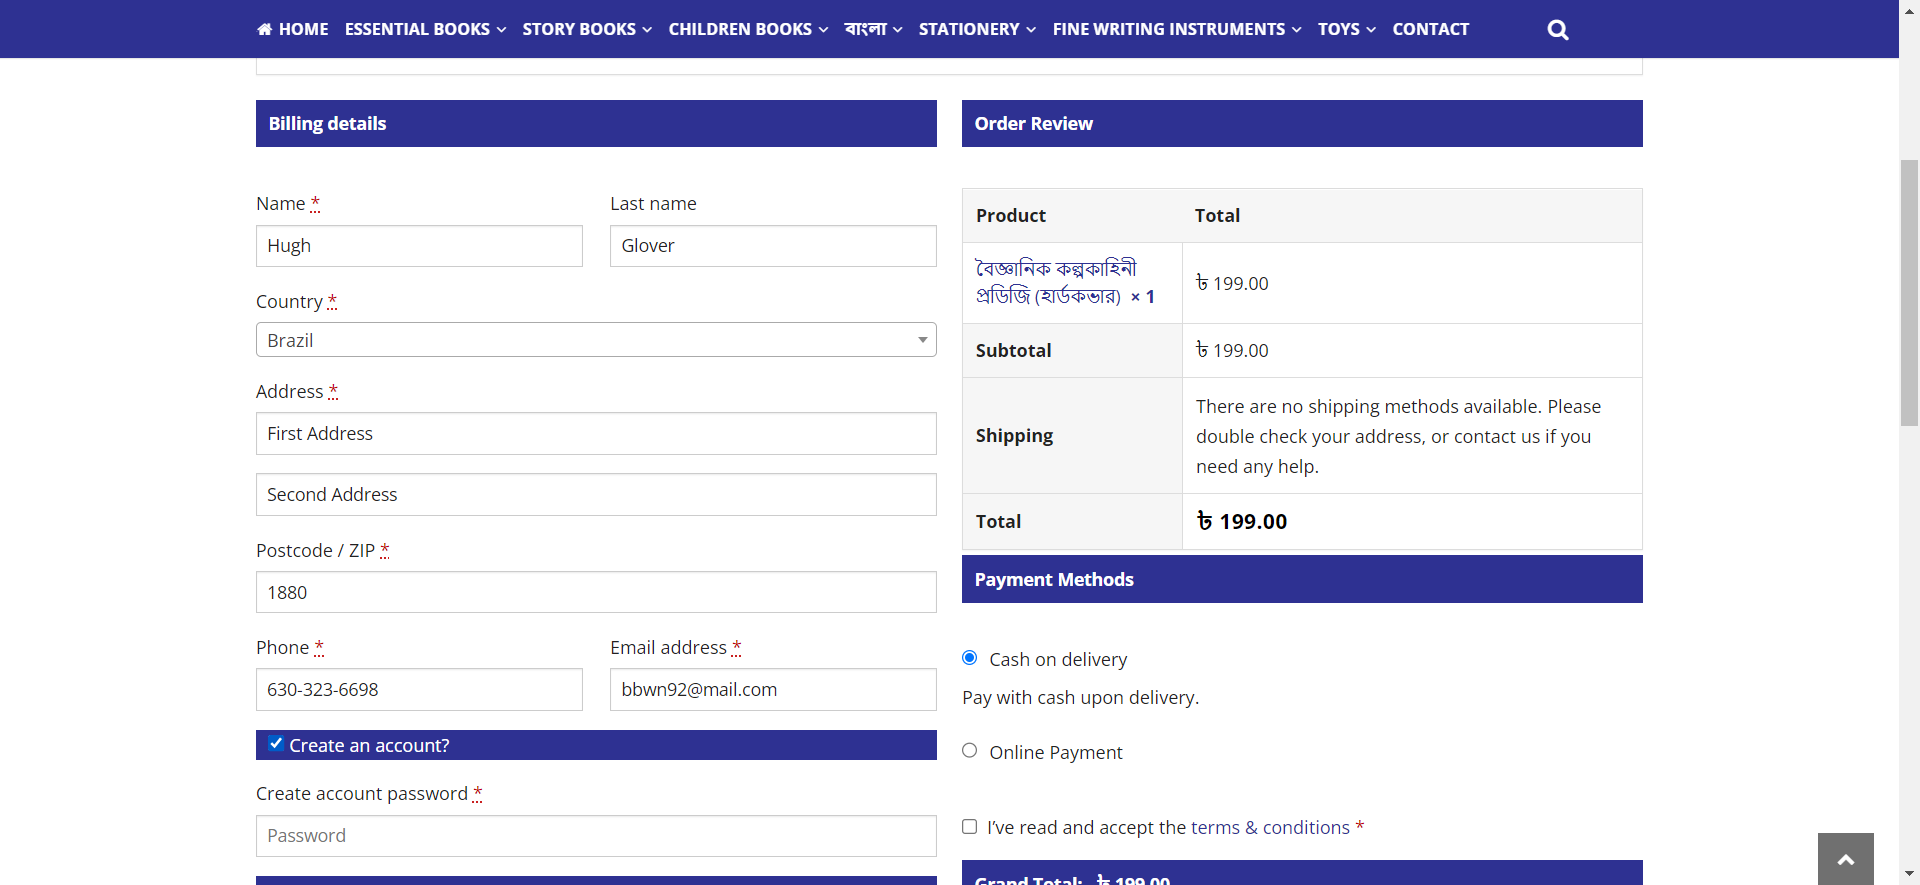 HOME ESSENTIAL BOOKS STORY BOOKS CHILDREN BOOKS বাংলা STATIONERY FINE WRITING INSTRUMENTS TOYS CONTACT
Billing details
Name *
Last name
Hugh
Glover
Country *
Brazil
Address *
First Address
Second Address
Postcode / ZIP *
1880
Phone *
Email address *
630-323-6698
bbwn92@mail.com
Create an account?
Create account password *
Password
Order Review
Product Total
বৈজ্ঞানিক কল্পকাহিনী
প্রডিজি (হার্ডকভার) × 1
৳ 199.00
Subtotal ৳ 199.00
Shipping
There are no shipping methods available. Please
double check your address, or contact us if you
need any help.
Total ৳ 199.00
Payment Methods
Cash on delivery
Pay with cash upon delivery.
Online Payment
I’ve read and accept the terms & conditions *
Grand Total: ৳ 199.00